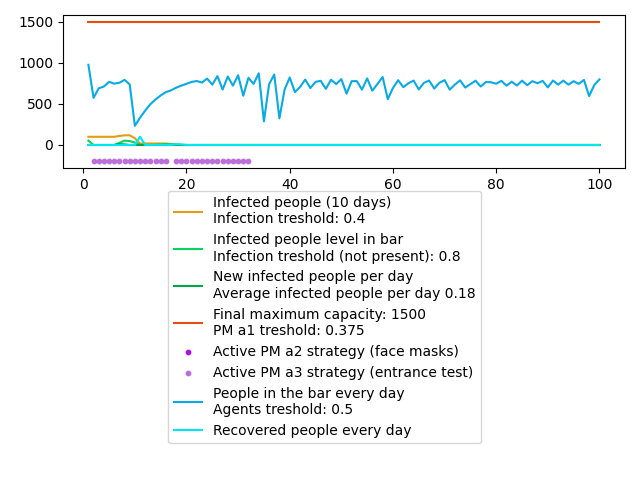 1500
1000
500
0
0 20 40 60 80 100
Infected people (10 days)
Infection treshold: 0.4
Infected people level in bar
Infection treshold (not present): 0.8
New infected people per day
Average infected people per day 0.18
Final maximum capacity: 1500
PM a1 treshold: 0.375
Active PM a2 strategy (face masks)
Active PM a3 strategy (entrance test)
People in the bar every day
Agents treshold: 0.5
Recovered people every day